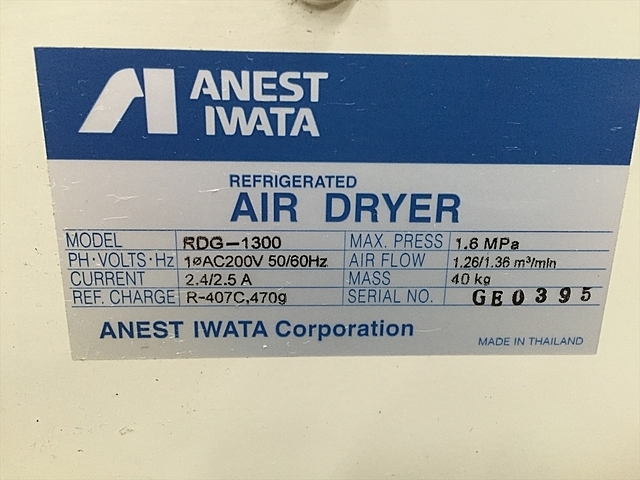 ANEST
IWATA
REFRIGERATED
AIR DRYER
MODEL RDG-1300 MAX. PRESS 1.6 MPa
PH·VOLTS·Hz 1øAC200V 50/60Hz AIR FLOW 1.26/1.36 m³/min
CURRENT 2.4/2.5 A MASS 40 kg
REF. CHARGE R-407C,470g SERIAL NO. GE0395
ANEST IWATA Corporation
MADE IN THAILAND